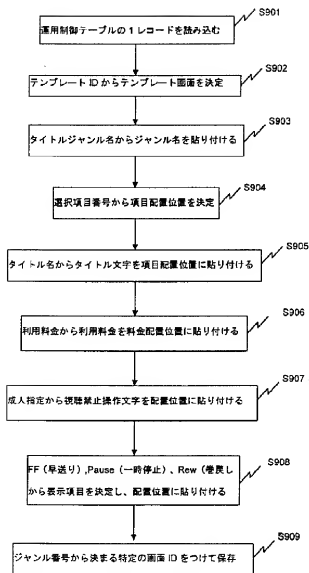 S901
運用制御テーブルの1レコードを読み込む
S902
テンプレートIDからテンプレート画面を決定
S903
タイトルジャンル名からジャンル名を貼り付ける
S904
選択項目番号から項目配置位置を決定
S905
タイトル名からタイトル文字を項目配置位置に貼り付ける
S906
利用料金から利用料金を料金配置位置に貼り付ける
S907
成人指定から視聴禁止操作文字を配置位置に貼り付ける
S908
FF(早送り),Pause(一時停止)、Rew(巻戻し
から表示項目を決定し、配置位置に貼り付ける
S909
ジャンル番号から決まる特定の画面IDをつけて保存